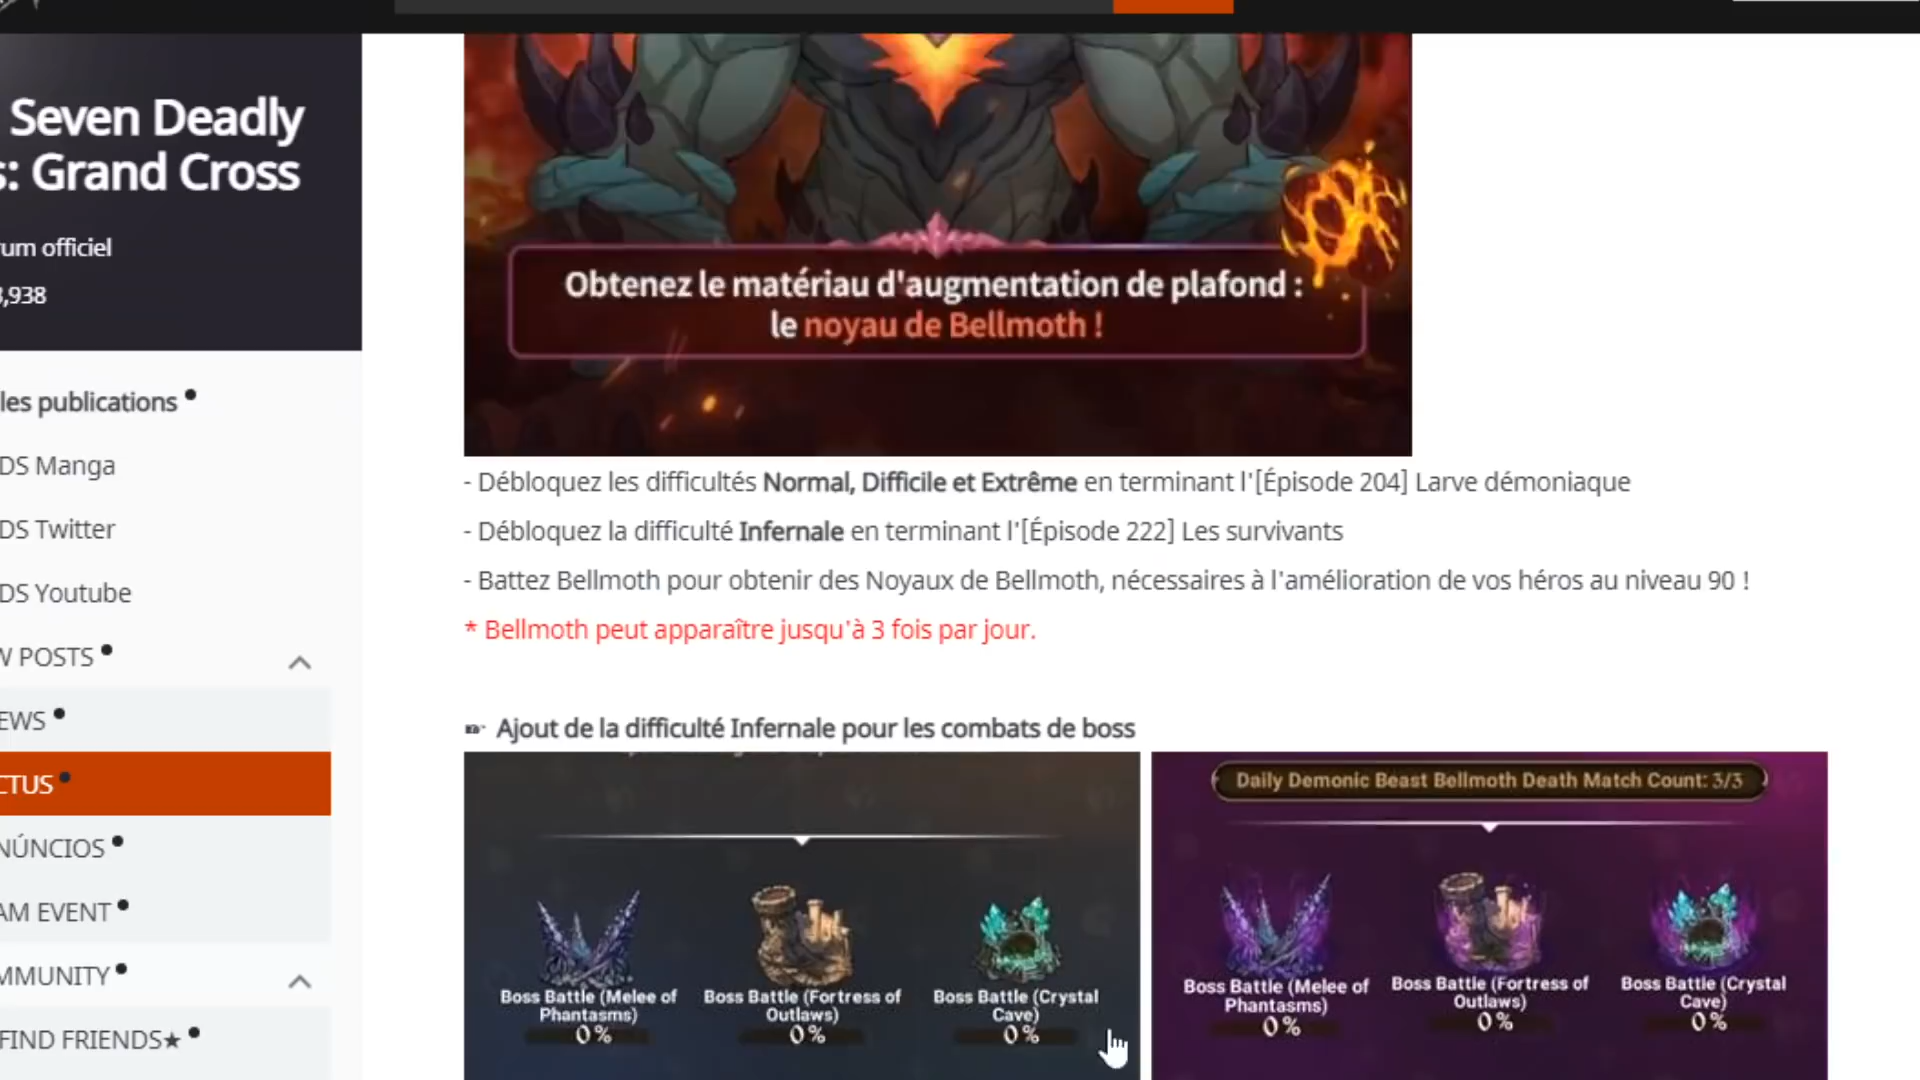 Seven Deadly
s: Grand Cross
um officiel
,938
les publications
DS Manga
DS Twitter
DS Youtube
W POSTS
EWS
CTUS
NÚNCIOS
AM EVENT
MMUNITY
FIND FRIENDS★
Obtenez le matériau d'augmentation de plafond :
le noyau de Bellmoth !
- Débloquez les difficultés Normal, Difficile et Extrême en terminant l'[Épisode 204] Larve démoniaque
- Débloquez la difficulté Infernale en terminant l'[Épisode 222] Les survivants
- Battez Bellmoth pour obtenir des Noyaux de Bellmoth, nécessaires à l'amélioration de vos héros au niveau 90 !
* Bellmoth peut apparaître jusqu'à 3 fois par jour.
☛ Ajout de la difficulté Infernale pour les combats de boss
Boss Battle (Melee of
Phantasms)
0 %
Boss Battle (Fortress of
Outlaws)
0 %
Boss Battle (Crystal
Cave)
0 %
Daily Demonic Beast Bellmoth Death Match Count: 3/3
Boss Battle (Melee of
Phantasms)
0 %
Boss Battle (Fortress of
Outlaws)
0 %
Boss Battle (Crystal
Cave)
0 %